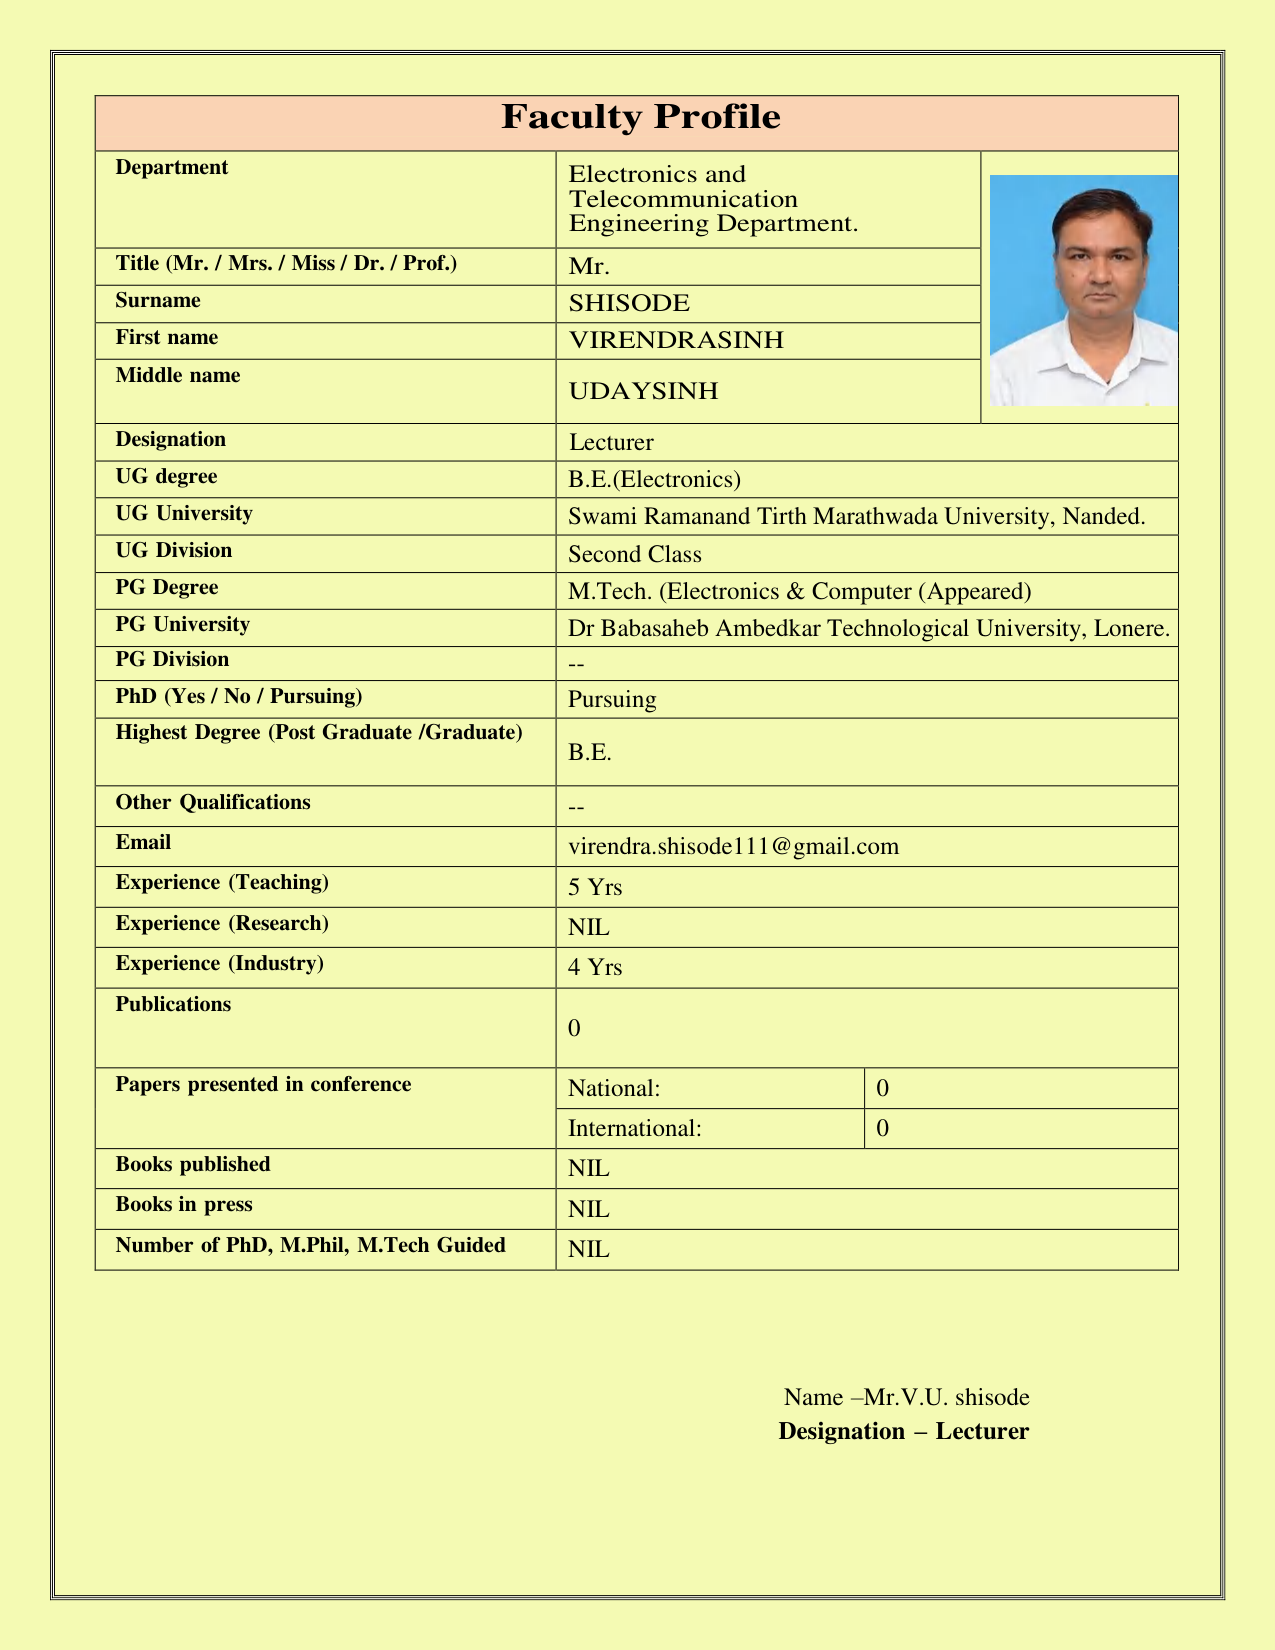 Faculty Profile
Department
Electronics and
Telecommunication
Engineering Department.
Title (Mr. / Mrs. / Miss / Dr. / Prof.)
Mr.
Surname
SHISODE
First name
VIRENDRASINH
Middle name
UDAYSINH
Designation
Lecturer
UG degree
B.E.(Electronics)
UG University
Swami Ramanand Tirth Marathwada University, Nanded.
UG Division
Second Class
PG Degree
M.Tech. (Electronics & Computer (Appeared)
PG University
Dr Babasaheb Ambedkar Technological University, Lonere.
PG Division
--
PhD (Yes / No / Pursuing)
Pursuing
Highest Degree (Post Graduate /Graduate)
B.E.
Other Qualifications
--
Email
virendra.shisode111@gmail.com
Experience (Teaching)
5 Yrs
Experience (Research)
NIL
Experience (Industry)
4 Yrs
Publications
0
Papers presented in conference
National:
0
International:
0
Books published
NIL
Books in press
NIL
Number of PhD, M.Phil, M.Tech Guided
NIL
Name –Mr.V.U. shisode
Designation – Lecturer